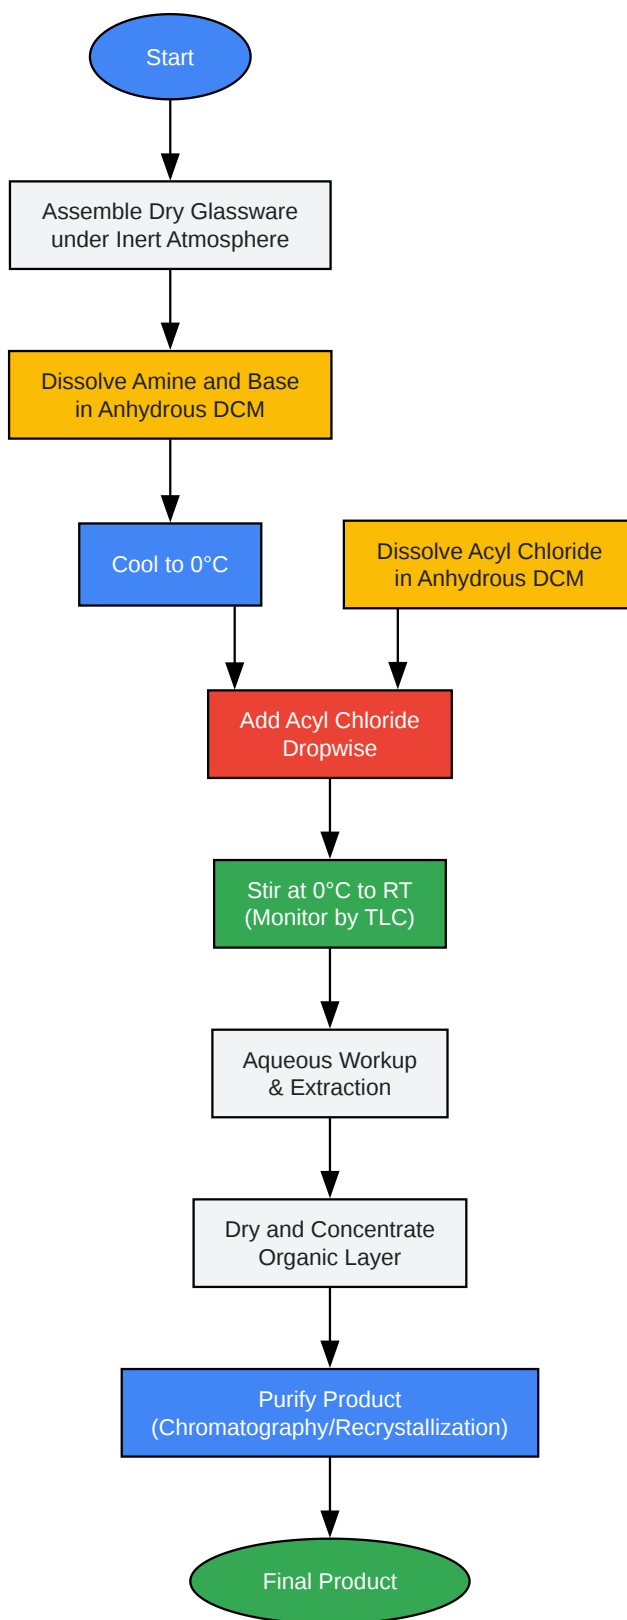 Start
Assemble Dry Glassware
under Inert Atmosphere
Dissolve Amine and Base
in Anhydrous DCM
Cool to 0°C
Dissolve Acyl Chloride
in Anhydrous DCM
Add Acyl Chloride
Dropwise
Stir at 0°C to RT
(Monitor by TLC)
Aqueous Workup
& Extraction
Dry and Concentrate
Organic Layer
Purify Product
(Chromatography/Recrystallization)
Final Product